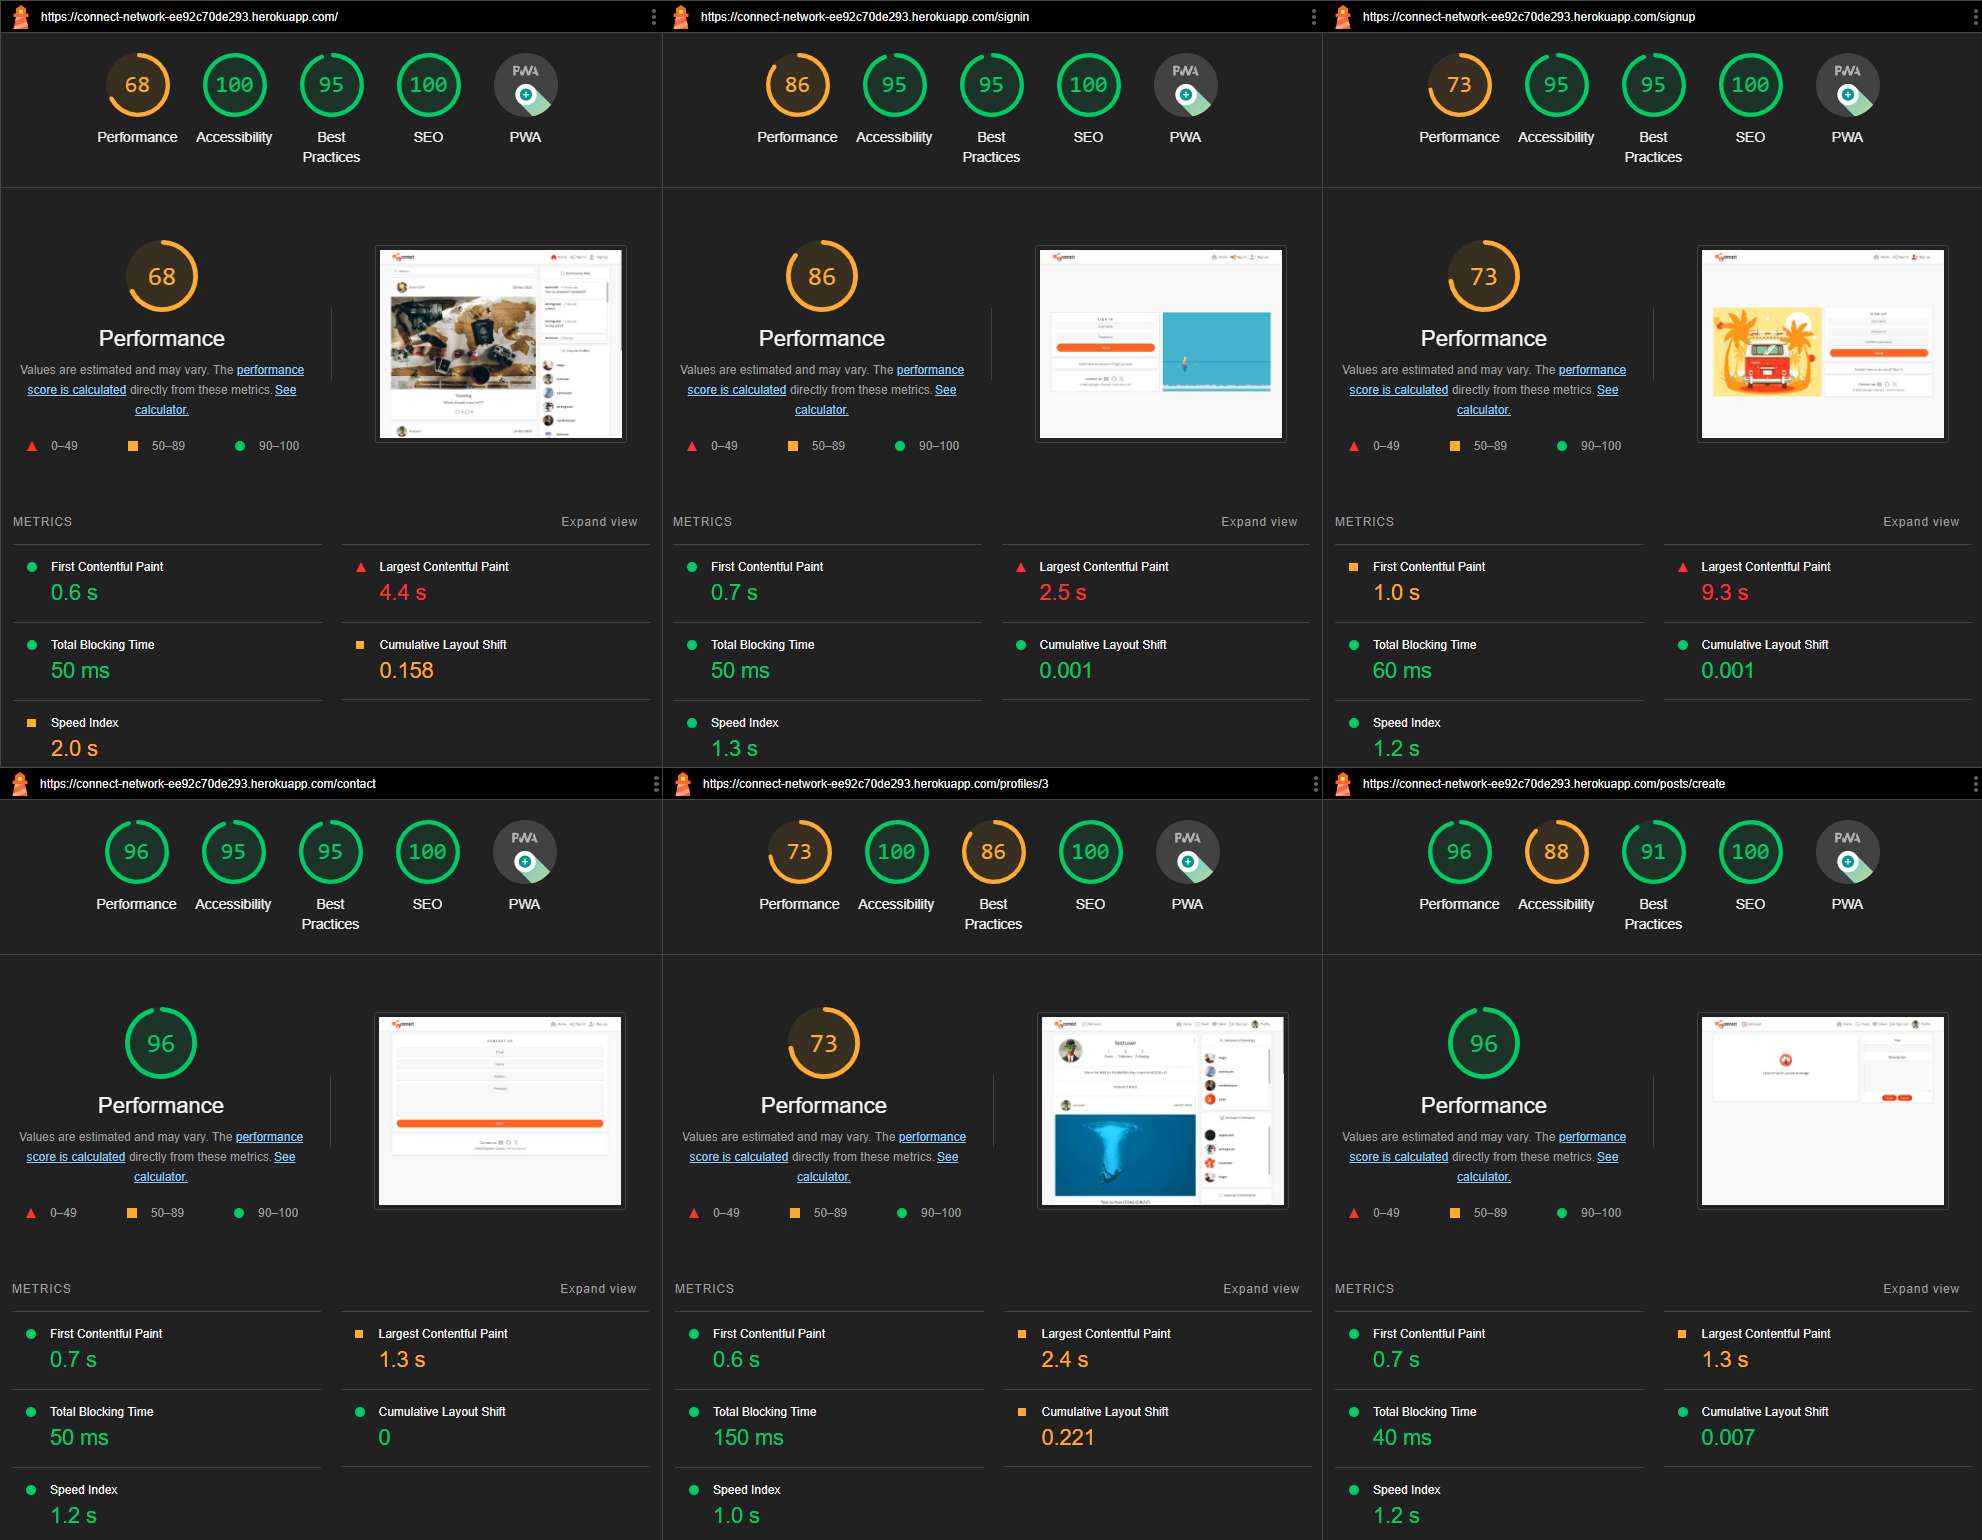 https://connect-network-ee92c70de293.herokuapp.com/
68
100
95
100
PWA
Performance
Accessibility
Best
Practices
SEO
PWA
68
Performance
Values are estimated and may vary. The performance
score is calculated directly from these metrics. See
calculator.
0–49
50–89
90–100
METRICS
Expand view
First Contentful Paint
0.6 s
Largest Contentful Paint
4.4 s
Total Blocking Time
50 ms
Cumulative Layout Shift
0.158
Speed Index
2.0 s
https://connect-network-ee92c70de293.herokuapp.com/signin
86
95
95
100
PWA
Performance
Accessibility
Best
Practices
SEO
PWA
86
Performance
Values are estimated and may vary. The performance
score is calculated directly from these metrics. See
calculator.
0–49
50–89
90–100
SIGN IN
METRICS
Expand view
First Contentful Paint
0.7 s
Largest Contentful Paint
2.5 s
Total Blocking Time
50 ms
Cumulative Layout Shift
0.001
Speed Index
1.3 s
https://connect-network-ee92c70de293.herokuapp.com/signup
73
95
95
100
PWA
Performance
Accessibility
Best
Practices
SEO
PWA
73
Performance
Values are estimated and may vary. The performance
score is calculated directly from these metrics. See
calculator.
0–49
50–89
90–100
SIGN UP
METRICS
Expand view
First Contentful Paint
1.0 s
Largest Contentful Paint
9.3 s
Total Blocking Time
60 ms
Cumulative Layout Shift
0.001
Speed Index
1.2 s
https://connect-network-ee92c70de293.herokuapp.com/contact
96
95
95
100
PWA
Performance
Accessibility
Best
Practices
SEO
PWA
96
Performance
Values are estimated and may vary. The performance
score is calculated directly from these metrics. See
calculator.
0–49
50–89
90–100
CONTACT US
METRICS
Expand view
First Contentful Paint
0.7 s
Largest Contentful Paint
1.3 s
Total Blocking Time
50 ms
Cumulative Layout Shift
0
Speed Index
1.2 s
https://connect-network-ee92c70de293.herokuapp.com/profiles/3
73
100
86
100
PWA
Performance
Accessibility
Best
Practices
SEO
PWA
73
Performance
Values are estimated and may vary. The performance
score is calculated directly from these metrics. See
calculator.
0–49
50–89
90–100
METRICS
Expand view
First Contentful Paint
0.6 s
Largest Contentful Paint
2.4 s
Total Blocking Time
150 ms
Cumulative Layout Shift
0.221
Speed Index
1.0 s
https://connect-network-ee92c70de293.herokuapp.com/posts/create
96
88
91
100
PWA
Performance
Accessibility
Best
Practices
SEO
PWA
96
Performance
Values are estimated and may vary. The performance
score is calculated directly from these metrics. See
calculator.
0–49
50–89
90–100
METRICS
Expand view
First Contentful Paint
0.7 s
Largest Contentful Paint
1.3 s
Total Blocking Time
40 ms
Cumulative Layout Shift
0.007
Speed Index
1.2 s